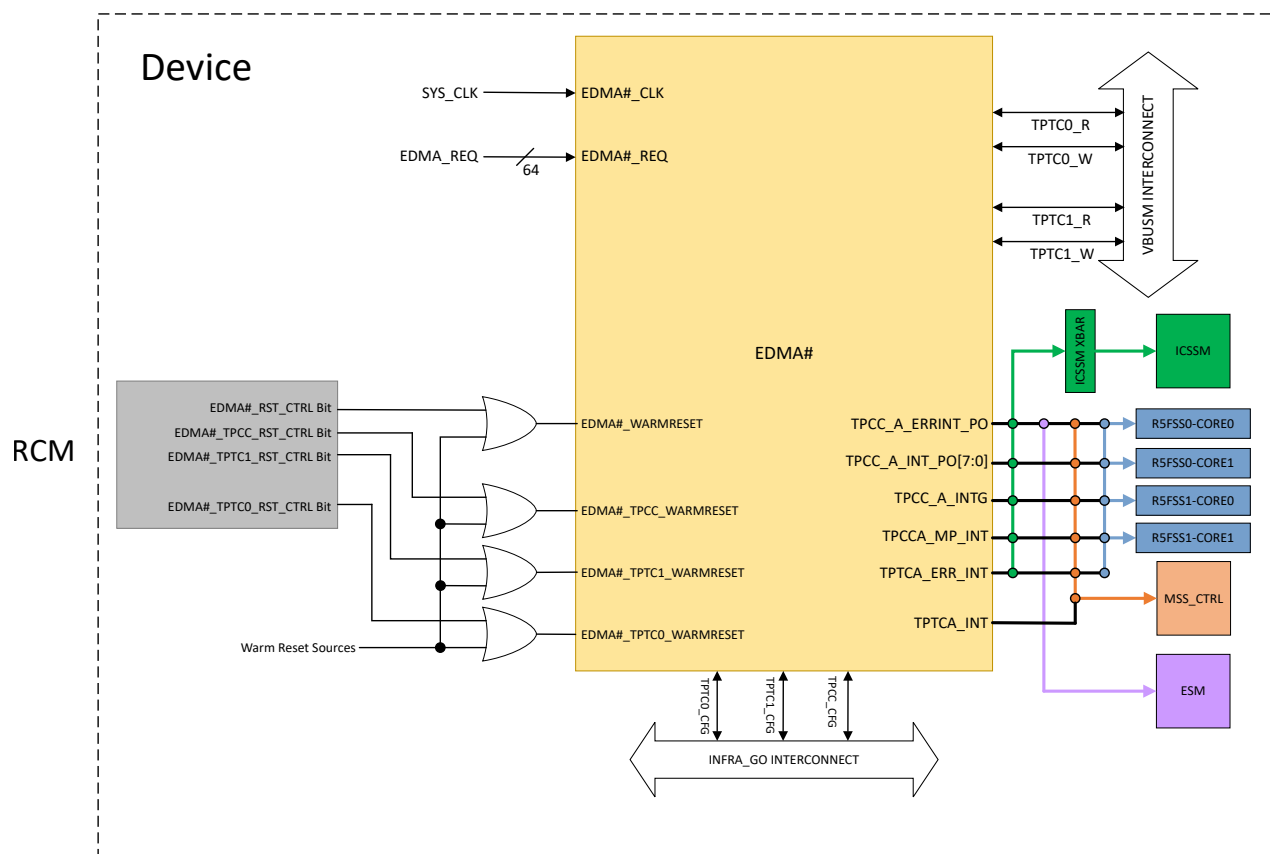 Device
SYS_CLK
EDMA#_CLK
EDMA_REQ
64
EDMA#_REQ
TPTC0_R
TPTC0_W
TPTC1_R
TPTC1_W
VBUSM INTERCONNECT
EDMA#
ICSSM XBAR
ICSSM
RCM
EDMA#_RST_CTRL Bit
EDMA#_TPCC_RST_CTRL Bit
EDMA#_TPTC1_RST_CTRL Bit
EDMA#_TPTC0_RST_CTRL Bit
Warm Reset Sources
EDMA#_WARMRESET
EDMA#_TPCC_WARMRESET
EDMA#_TPTC1_WARMRESET
EDMA#_TPTC0_WARMRESET
TPCC_A_ERRINT_PO
TPCC_A_INT_PO[7:0]
TPCC_A_INTG
TPCCA_MP_INT
TPTCA_ERR_INT
TPTCA_INT
R5FSS0-CORE0
R5FSS0-CORE1
R5FSS1-CORE0
R5FSS1-CORE1
MSS_CTRL
ESM
TPTC0_CFG
TPTC1_CFG
TPCC_CFG
INFRA_GO INTERCONNECT